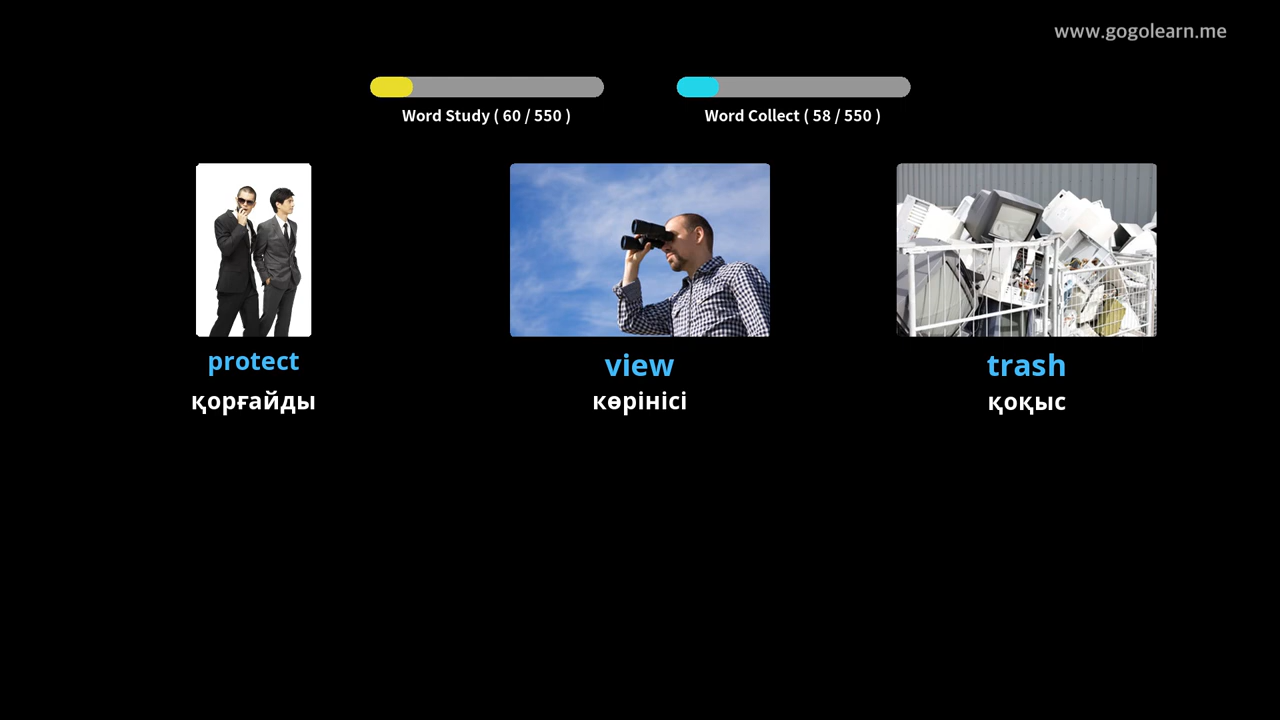 www.gogolearn.me
Word Study ( 60 / 550 )
Word Collect ( 58 / 550 )
protect
қорғайды
view
көрінісі
trash
қоқыс